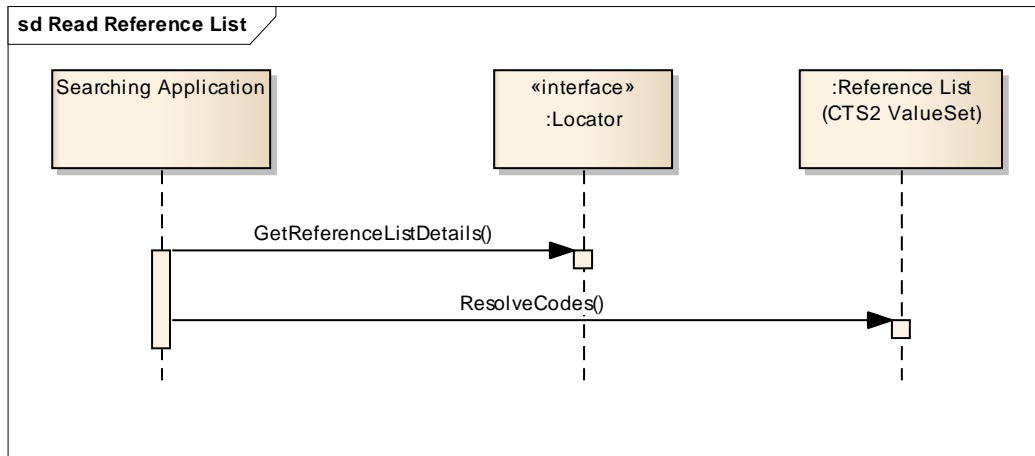 sd Read Reference List
Searching Application
«interface»
:Locator
:Reference List
(CTS2 ValueSet)
GetReferenceListDetails()
ResolveCodes()